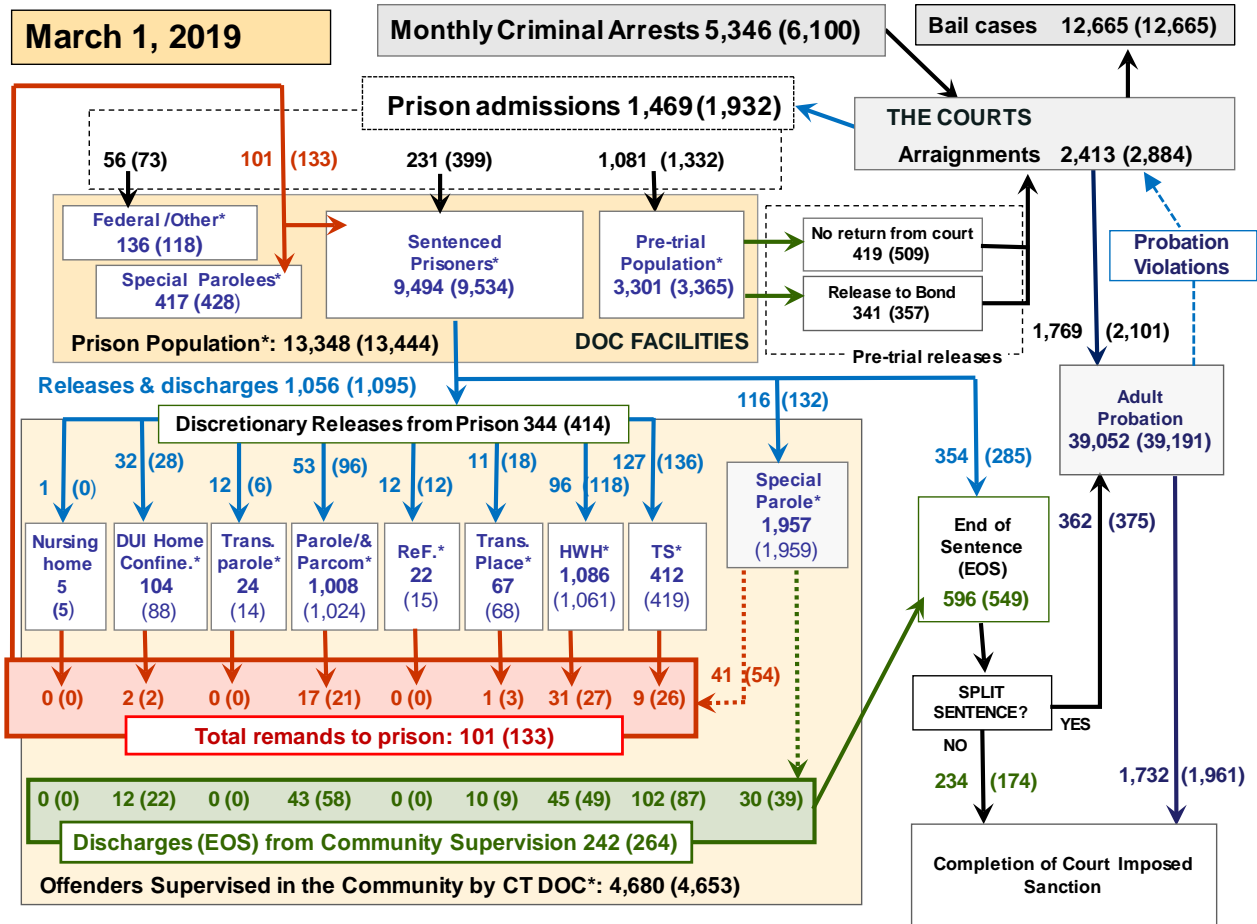 March 1, 2019
Monthly Criminal Arrests 5,346 (6,100)
Bail cases 12,665 (12,665)
Prison admissions 1,469 (1,932)
THE COURTS
Arraignments 2,413 (2,884)
56 (73)
101 (133)
231 (399)
1,081 (1,332)
Federal /Other*
136 (118)
Special Parolees*
417 (428)
Sentenced
Prisoners*
9,494 (9,534)
Pre-trial
Population*
3,301 (3,365)
No return from court
419 (509)
Release to Bond
341 (357)
Pre-trial releases
Probation
Violations
Prison Population*: 13,348 (13,444)
DOC FACILITIES
1,769 (2,101)
Releases & discharges 1,056 (1,095)
Discretionary Releases from Prison 344 (414)
116 (132)
354 (285)
Adult
Probation
39,052 (39,191)
1 (0)
32 (28)
12 (6)
53 (96)
12 (12)
11 (18)
96 (118)
127 (136)
Nursing
home
5
(5)
DUI Home
Confine.*
104
(88)
Trans.
parole*
24
(14)
Parole/&
Parcom*
1,008
(1,024)
ReF.*
22
(15)
Trans.
Place*
67
(68)
HWH*
1,086
(1,061)
TS*
412
(419)
Special
Parole*
1,957
(1,959)
End of
Sentence
(EOS)
596 (549)
362 (375)
0 (0) 2 (2) 0 (0) 17 (21) 0 (0) 1 (3) 31 (27) 9 (26)
41 (54)
Total remands to prison: 101 (133)
SPLIT
SENTENCE?
YES
NO
234 (174)
1,732 (1,961)
0 (0) 12 (22) 0 (0) 43 (58) 0 (0) 10 (9) 45 (49) 102 (87) 30 (39)
Discharges (EOS) from Community Supervision 242 (264)
Offenders Supervised in the Community by CT DOC*: 4,680 (4,653)
Completion of Court Imposed
Sanction